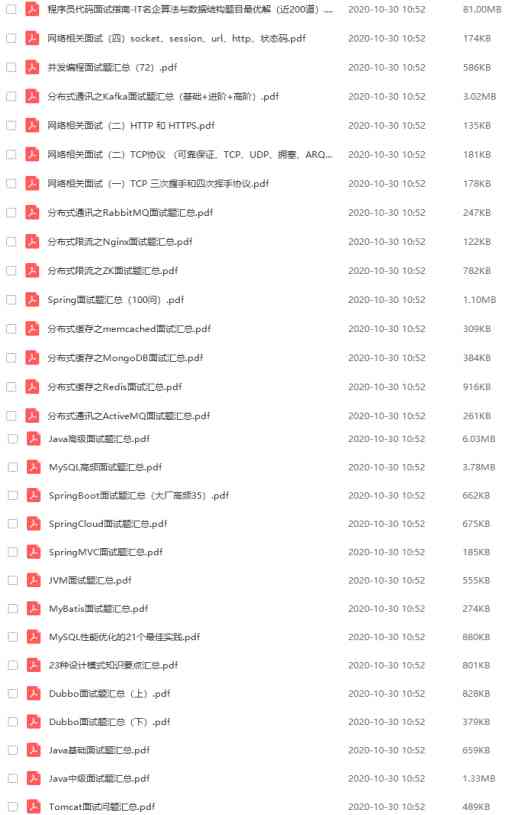 程序员代码面试指南-IT名企算法与数据结构题目最优解（近200道）.... 2020-10-30 10:52 81.00MB
网络相关面试（四）socket、session、url、http、状态码.pdf 2020-10-30 10:52 174KB
并发编程面试题汇总（72）.pdf 2020-10-30 10:52 586KB
分布式通讯之Kafka面试题汇总（基础+进阶+高阶）.pdf 2020-10-30 10:52 3.02MB
网络相关面试（二）HTTP 和 HTTPS.pdf 2020-10-30 10:52 135KB
网络相关面试（二）TCP协议 （可靠保证、TCP、UDP、拥塞、ARQ... 2020-10-30 10:52 181KB
网络相关面试（一）TCP 三次握手和四次挥手协议.pdf 2020-10-30 10:52 178KB
分布式通讯之RabbitMQ面试题汇总.pdf 2020-10-30 10:52 247KB
分布式限流之Nginx面试题汇总.pdf 2020-10-30 10:52 122KB
分布式限流之ZK面试题汇总.pdf 2020-10-30 10:52 782KB
Spring面试题汇总（100问）.pdf 2020-10-30 10:52 1.10MB
分布式缓存之memcached面试汇总.pdf 2020-10-30 10:52 309KB
分布式缓存之MongoDB面试汇总.pdf 2020-10-30 10:52 384KB
分布式缓存之Redis面试汇总.pdf 2020-10-30 10:52 916KB
分布式通讯之ActiveMQ面试题汇总.pdf 2020-10-30 10:52 261KB
Java高级面试题汇总.pdf 2020-10-30 10:52 6.03MB
MySQL高频面试题汇总.pdf 2020-10-30 10:52 3.78MB
SpringBoot面试题汇总（大厂高频35）.pdf 2020-10-30 10:52 662KB
SpringCloud面试题汇总.pdf 2020-10-30 10:52 675KB
SpringMVC面试题汇总.pdf 2020-10-30 10:52 185KB
JVM面试题汇总.pdf 2020-10-30 10:52 555KB
MyBatis面试题汇总.pdf 2020-10-30 10:52 274KB
MySQL性能优化的21个最佳实践.pdf 2020-10-30 10:52 880KB
23种设计模式知识要点汇总.pdf 2020-10-30 10:52 801KB
Dubbo面试题汇总（上）.pdf 2020-10-30 10:52 828KB
Dubbo面试题汇总（下）.pdf 2020-10-30 10:52 379KB
Java基础面试题汇总.pdf 2020-10-30 10:52 659KB
Java中级面试题汇总.pdf 2020-10-30 10:52 1.33MB
Tomcat面试问题汇总.pdf 2020-10-30 10:52 489KB